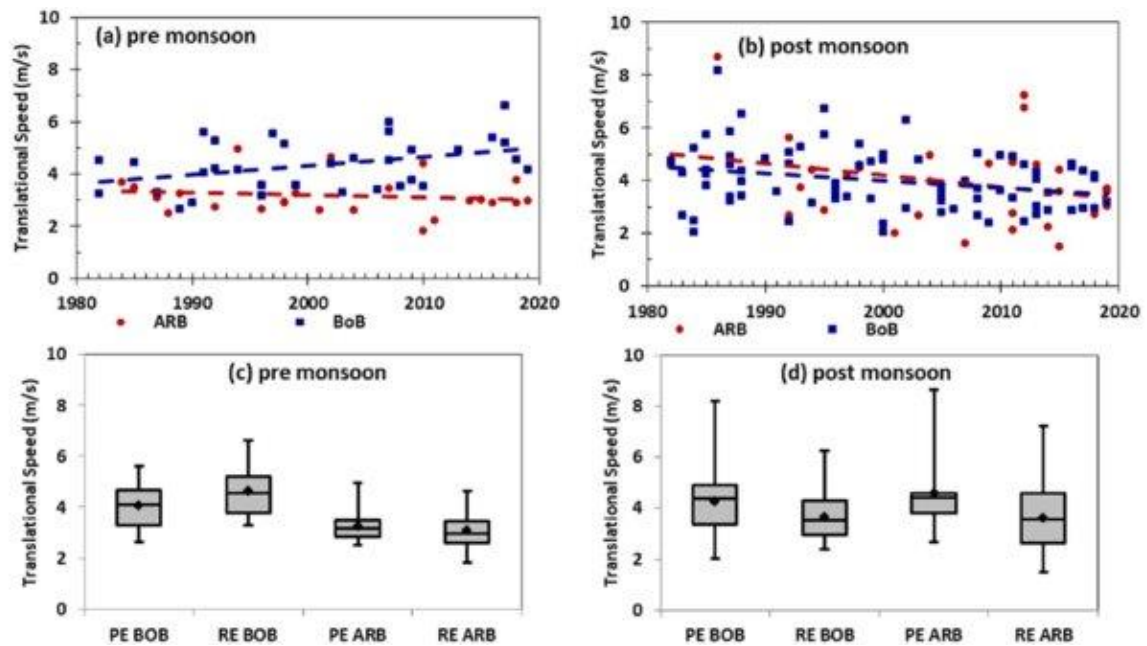 (a) pre monsoon
Translational Speed (m/s)
10
8
6
4
2
0
1980 1990 2000 2010 2020
ARB BoB
(b) post monsoon
Translational Speed (m/s)
10
8
6
4
2
0
1980 1990 2000 2010 2020
ARB BoB
(c) pre monsoon
Translational Speed (m/s)
10
8
6
4
2
0
PE BOB RE BOB PE ARB RE ARB
(d) post monsoon
Translational Speed (m/s)
10
8
6
4
2
0
PE BOB RE BOB PE ARB RE ARB